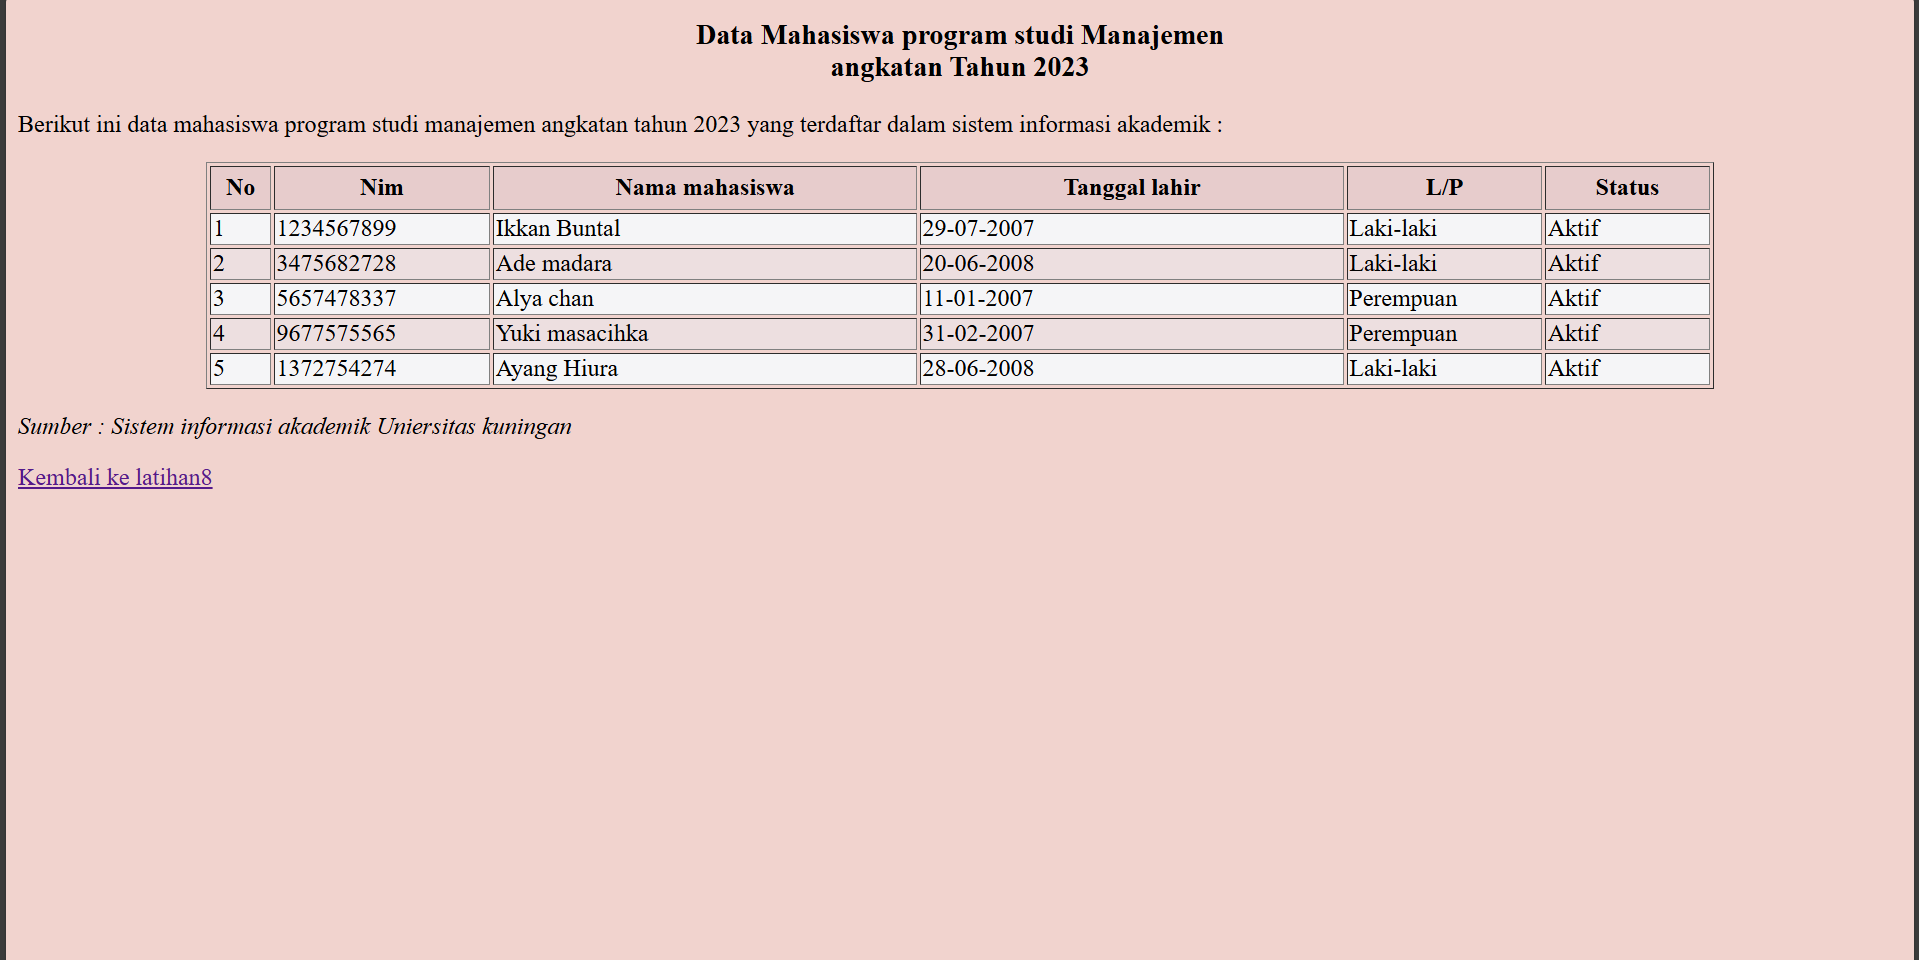 Data Mahasiswa program studi Manajemen
angkatan Tahun 2023
Berikut ini data mahasiswa program studi manajemen angkatan tahun 2023 yang terdaftar dalam sistem informasi akademik :
No Nim Nama mahasiswa Tanggal lahir L/P Status
1 1234567899 Ikkan Buntal 29-07-2007 Laki-laki Aktif
2 3475682728 Ade madara 20-06-2008 Laki-laki Aktif
3 5657478337 Alya chan 11-01-2007 Perempuan Aktif
4 9677575565 Yuki masacihka 31-02-2007 Perempuan Aktif
5 1372754274 Ayang Hiura 28-06-2008 Laki-laki Aktif
Sumber : Sistem informasi akademik Uniersitas kuningan
Kembali ke latihan8